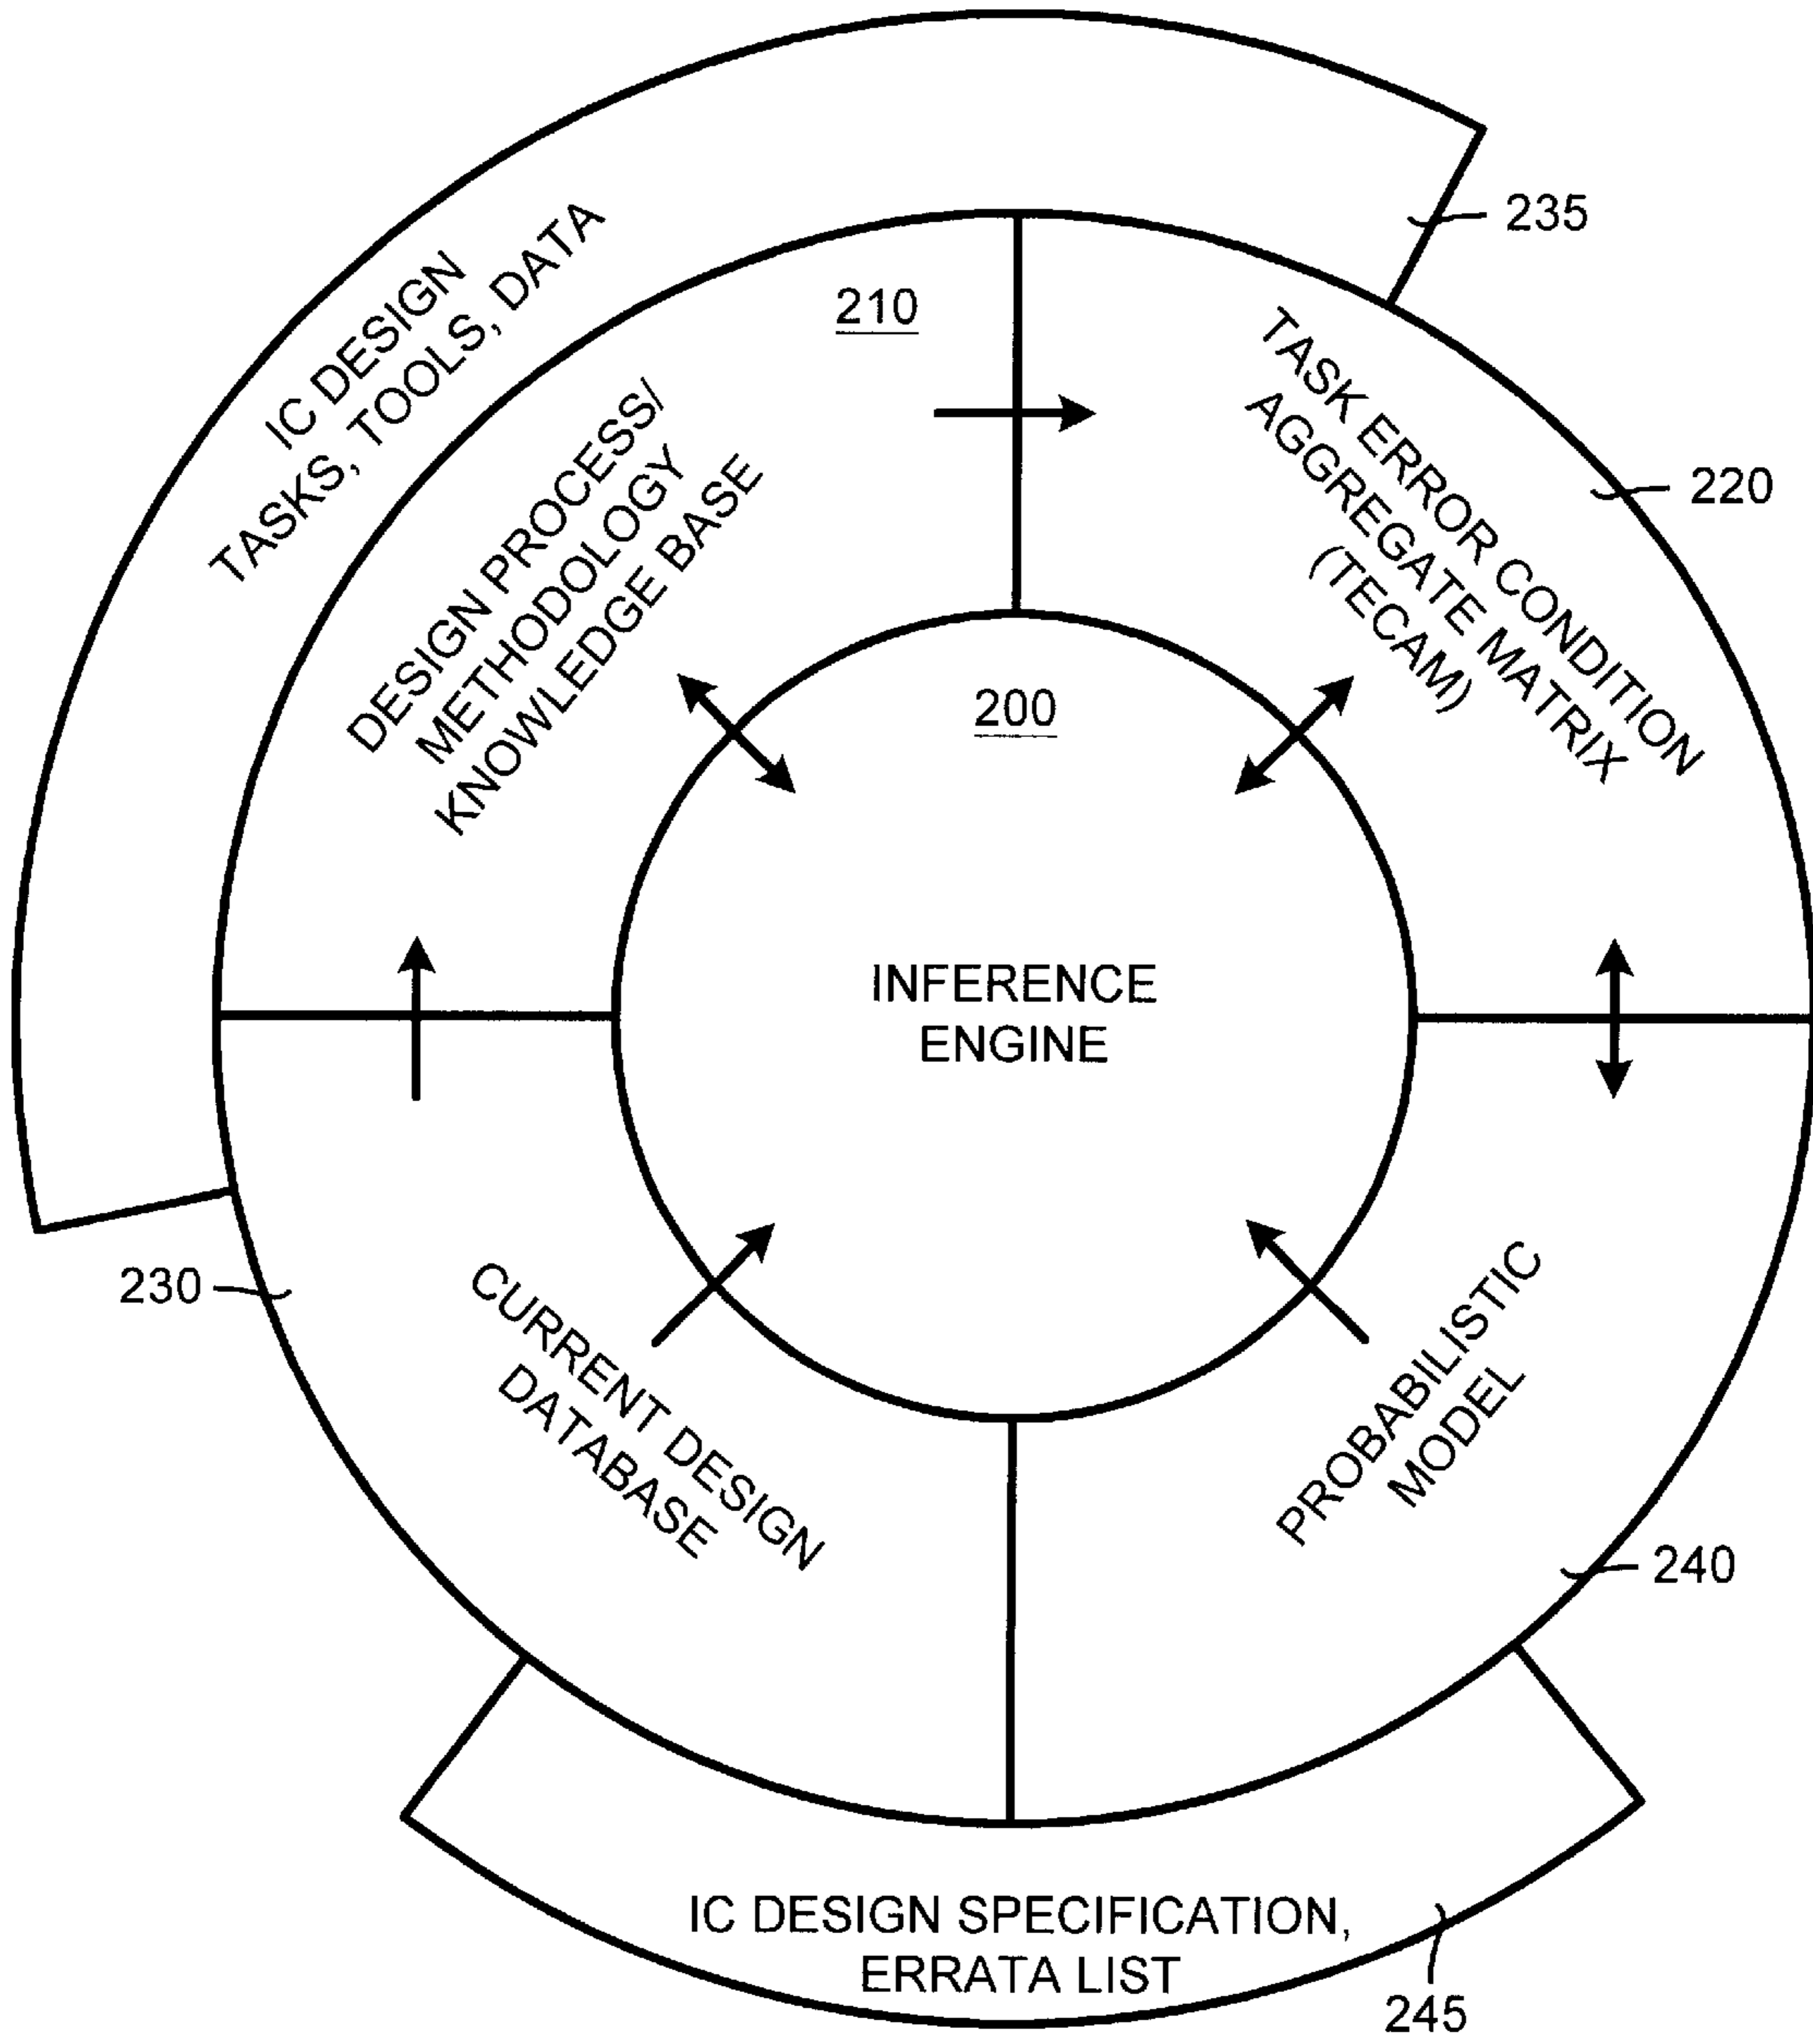 IC DESIGN
TASKS, TOOLS, DATA
235
210
DESIGN PROCESS/
METHODOLOGY
KNOWLEDGE BASE
TASK ERROR CONDITION
AGGREGATE MATRIX
(TECAM)
220
200
INFERENCE
ENGINE
230
CURRENT DESIGN
DATABASE
PROBABILISTIC
MODEL
240
IC DESIGN SPECIFICATION,
ERRATA LIST
245